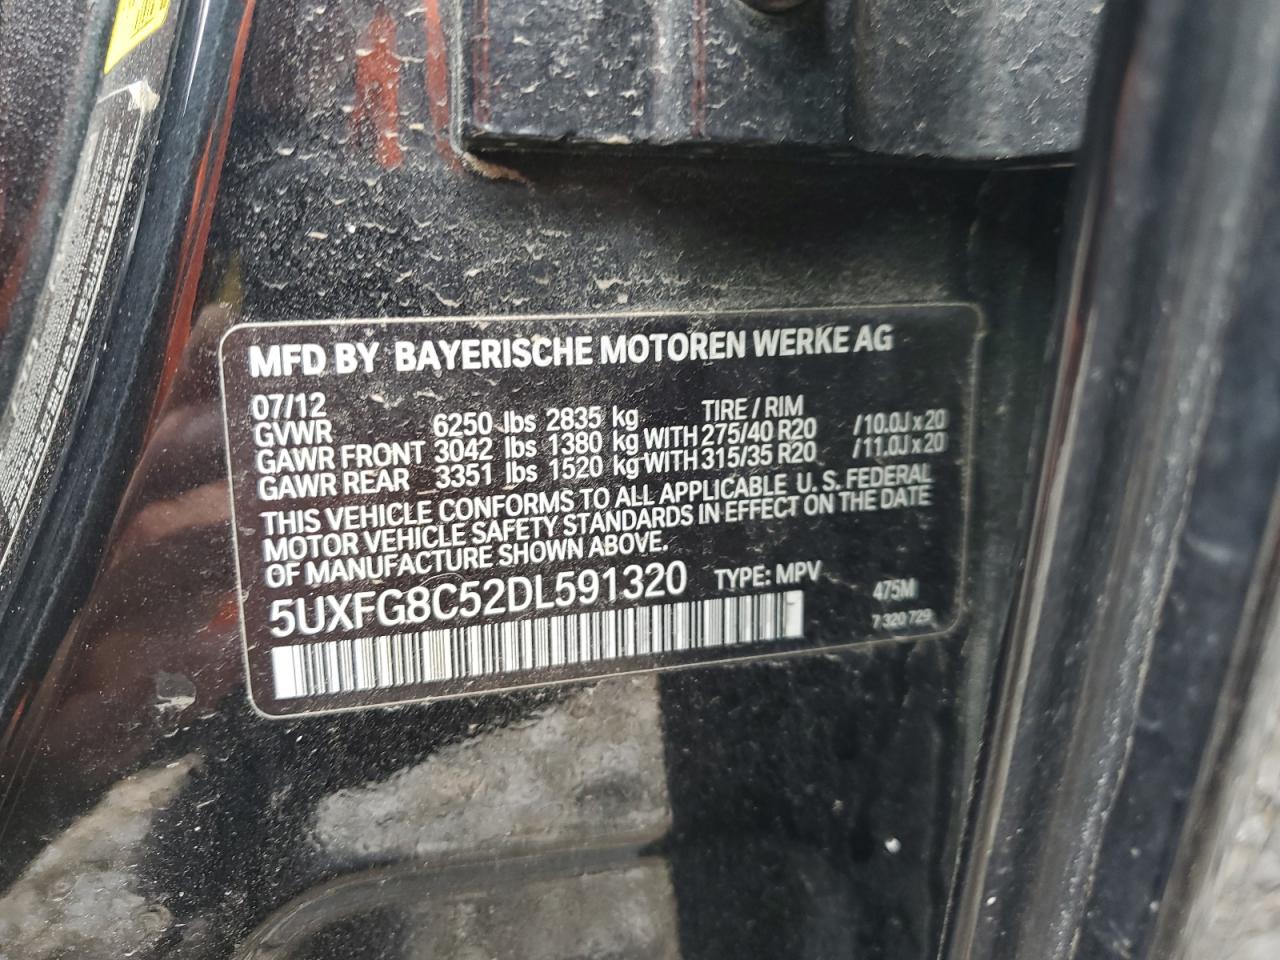 MFD BY BAYERISCHE MOTOREN WERKE AG
07/12 TIRE / RIM
GVWR 6250 lbs 2835 kg
GAWR FRONT 3042 lbs 1380 kg WITH 275/40 R20 / 10.0J x 20
GAWR REAR 3351 lbs 1520 kg WITH 315/35 R20 / 11.0J x 20
THIS VEHICLE CONFORMS TO ALL APPLICABLE U. S. FEDERAL
MOTOR VEHICLE SAFETY STANDARDS IN EFFECT ON THE DATE
OF MANUFACTURE SHOWN ABOVE.
5UXFG8C52DL591320 TYPE: MPV 475M
7 320 729